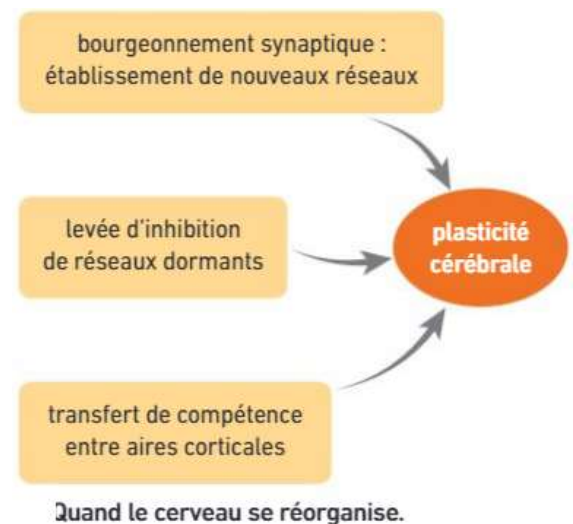 bourgeonnement synaptique :
établissement de nouveaux réseaux
levée d'inhibition
de réseaux dormants
plasticité
cérébrale
transfert de compétence
entre aires corticales
Quand le cerveau se réorganise.